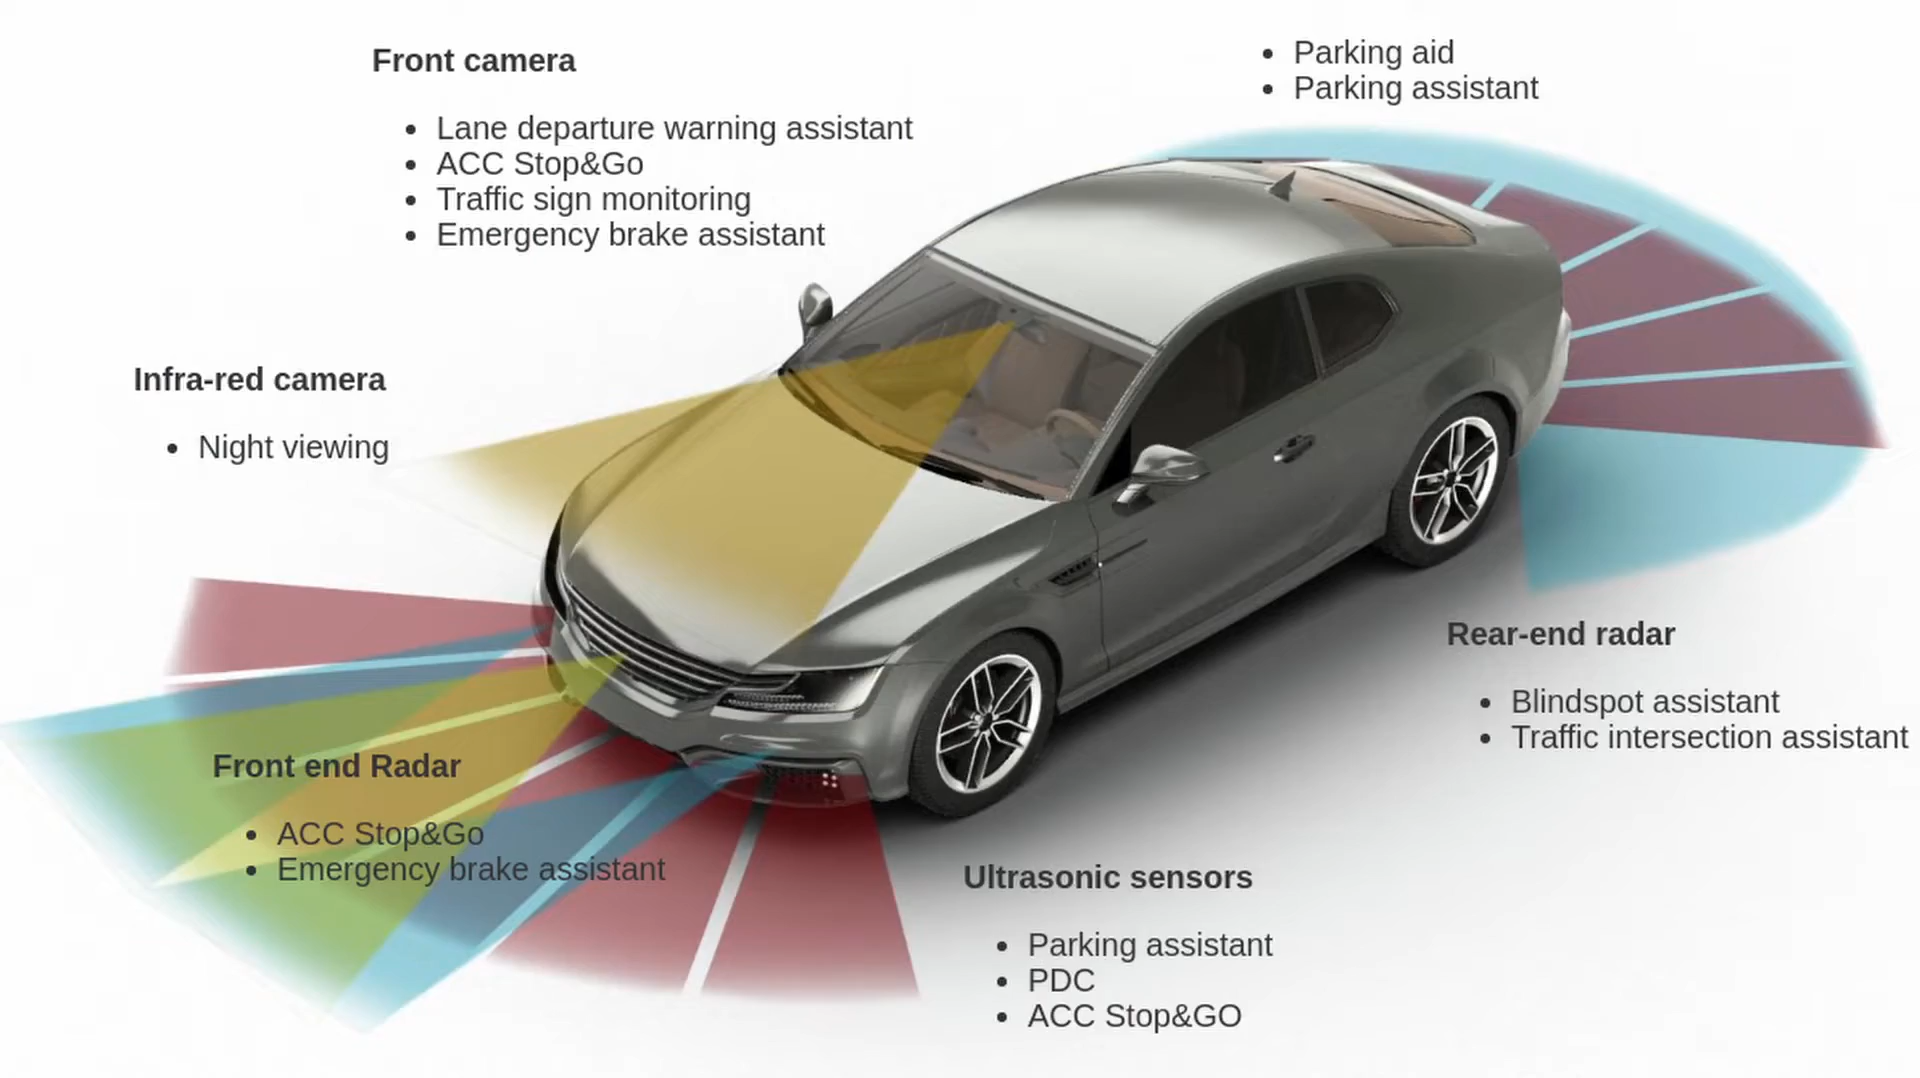 Front camera
Lane departure warning assistant
ACC Stop&Go
Traffic sign monitoring
Emergency brake assistant
Parking aid
Parking assistant
Infra-red camera
Night viewing
Rear-end radar
Blindspot assistant
Traffic intersection assistant
Front end Radar
ACC Stop&Go
Emergency brake assistant
Ultrasonic sensors
Parking assistant
PDC
ACC Stop&GO